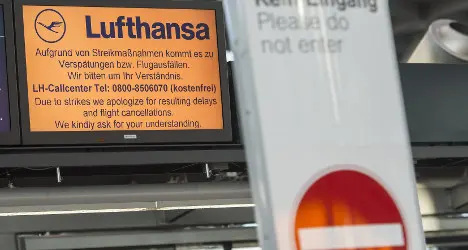 Lufthansa
Aufgrund von Streikmaßnahmen kommt es zu
Verspätungen bzw. Flugausfällen.
Wir bitten um Ihr Verständnis.
LH-Callcenter Tel: 0800-8506070 (kostenfrei)
Due to strikes we apologize for resulting delays
and flight cancellations.
We kindly ask for your understanding.
Kein Eingang
Please do
not enter